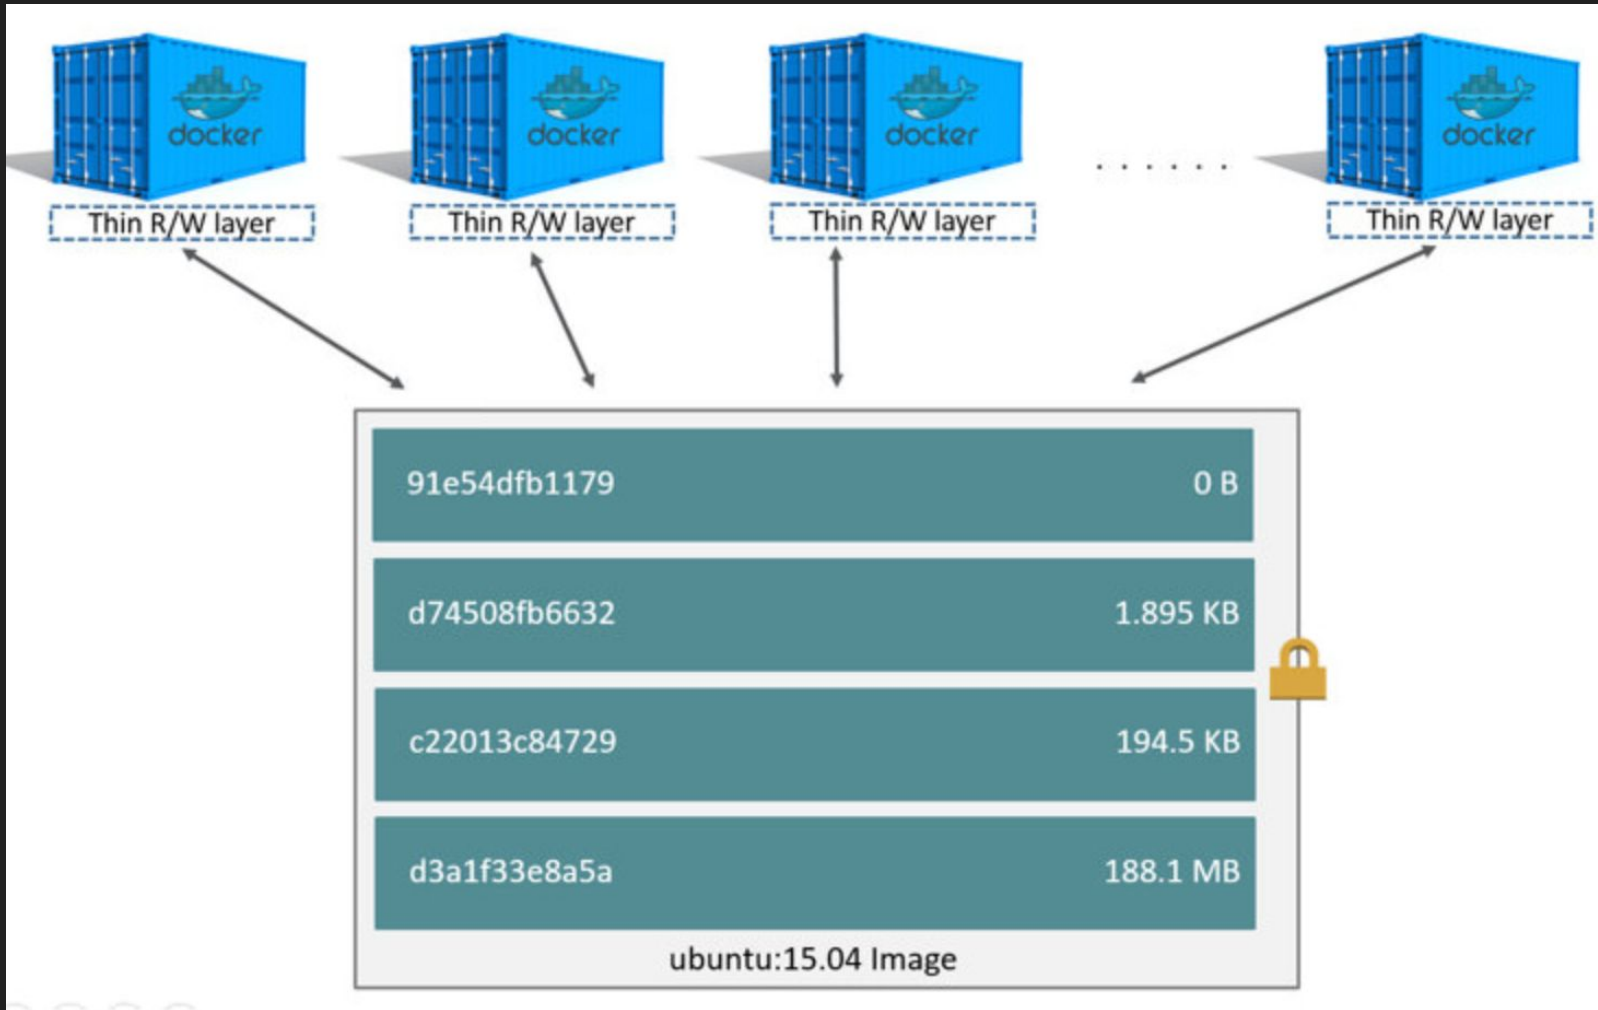 docker
docker
docker
docker
Thin R/W layer
Thin R/W layer
Thin R/W layer
. . . . . .
Thin R/W layer
91e54dfb1179 0 B
d74508fb6632 1.895 KB
c22013c84729 194.5 KB
d3a1f33e8a5a 188.1 MB
ubuntu:15.04 Image